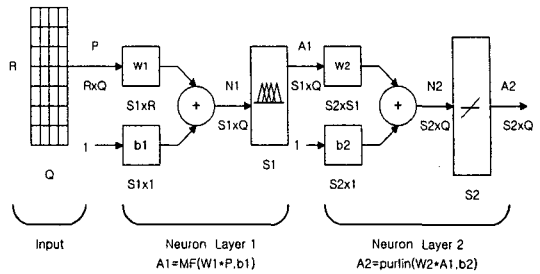 P
A1
R
w1
w2
N1
N2
A2
RxQ
S1xQ
S1xR
S2xS1
+
+
S1xQ
S2xQ
S2xQ
1
b1
1
b2
S1
S2
Q
S1x1
S2x1
Input
Neuron Layer 1
Neuron Layer 2
A1=MF(W1*P,b1)
A2=purlin(W2*A1,b2)